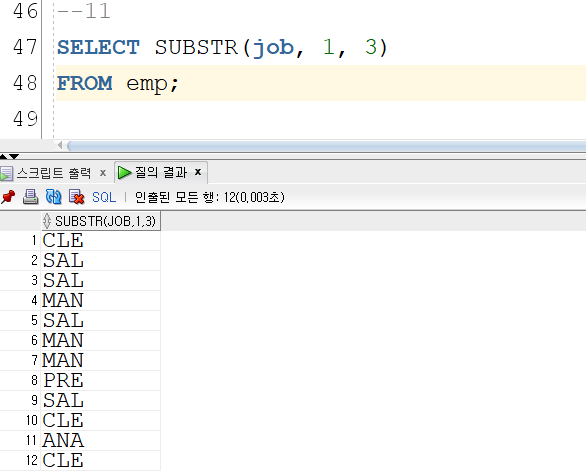 46 --11
47 SELECT SUBSTR(job, 1, 3)
48 FROM emp;
49
스크립트 출력 x 질의 결과 x
SQL | 인출된 모든 행: 12(0,003초)
SUBSTR(JOB,1,3)
1 CLE
2 SAL
3 SAL
4 MAN
5 SAL
6 MAN
7 MAN
8 PRE
9 SAL
10 CLE
11 ANA
12 CLE